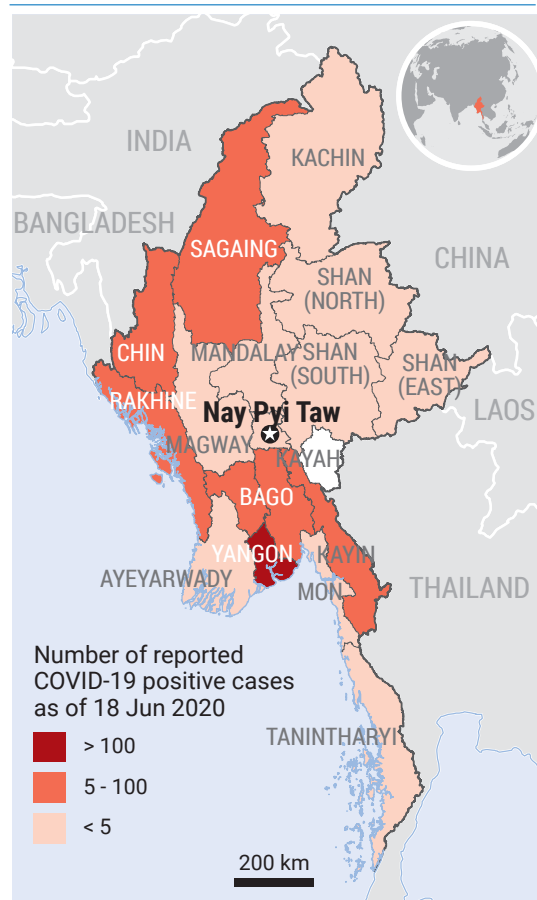 KACHIN
INDIA
BANGLADESH
SAGAING
CHINA
SHAN
(NORTH)
CHIN
MANDALAY
SHAN
(SOUTH)
SHAN
(EAST)
RAKHINE
Nay Pyi Taw
LAOS
MAGWAY
KAYAH
BAGO
YANGON
KAYIN
AYEYARWADY
MON
THAILAND
Number of reported
COVID-19 positive cases
as of 18 Jun 2020
TANINTHARYI
> 100
5 - 100
< 5
200 km